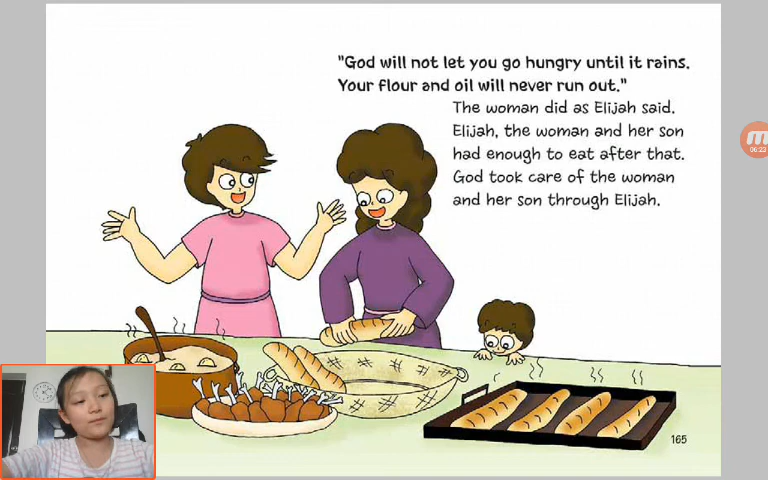 "God will not let you go hungry until it rains.
Your flour and oil will never run out."
The woman did as Elijah said.
Elijah, the woman and her son
had enough to eat after that.
God took care of the woman
and her son through Elijah.
06:23
165